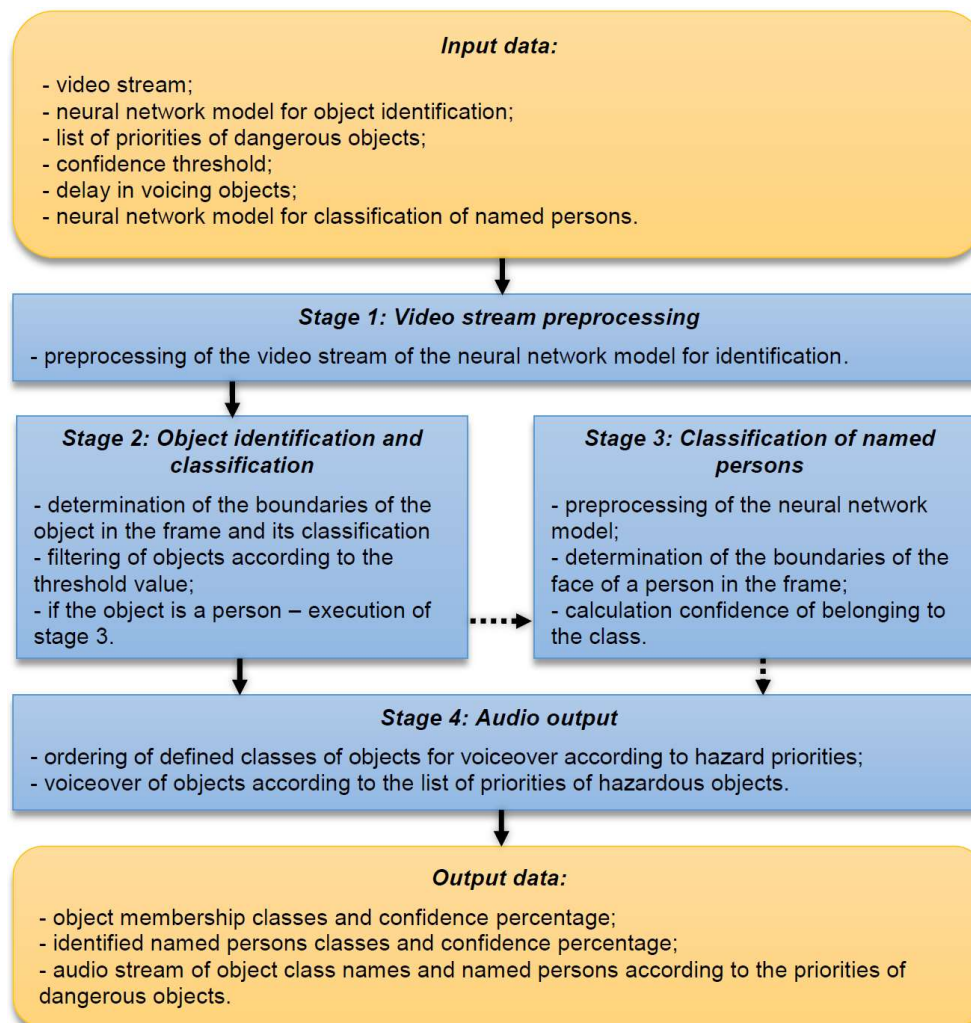 Input data:
- video stream;
- neural network model for object identification;
- list of priorities of dangerous objects;
- confidence threshold;
- delay in voicing objects;
- neural network model for classification of named persons.
Stage 1: Video stream preprocessing
- preprocessing of the video stream of the neural network model for identification.
Stage 2: Object identification and
classification
- determination of the boundaries of the
object in the frame and its classification
- filtering of objects according to the
threshold value;
- if the object is a person – execution of
stage 3.
Stage 3: Classification of named
persons
- preprocessing of the neural network
model;
- determination of the boundaries of the
face of a person in the frame;
- calculation confidence of belonging to
the class.
Stage 4: Audio output
- ordering of defined classes of objects for voiceover according to hazard priorities;
- voiceover of objects according to the list of priorities of hazardous objects.
Output data:
- object membership classes and confidence percentage;
- identified named persons classes and confidence percentage;
- audio stream of object class names and named persons according to the priorities of
dangerous objects.